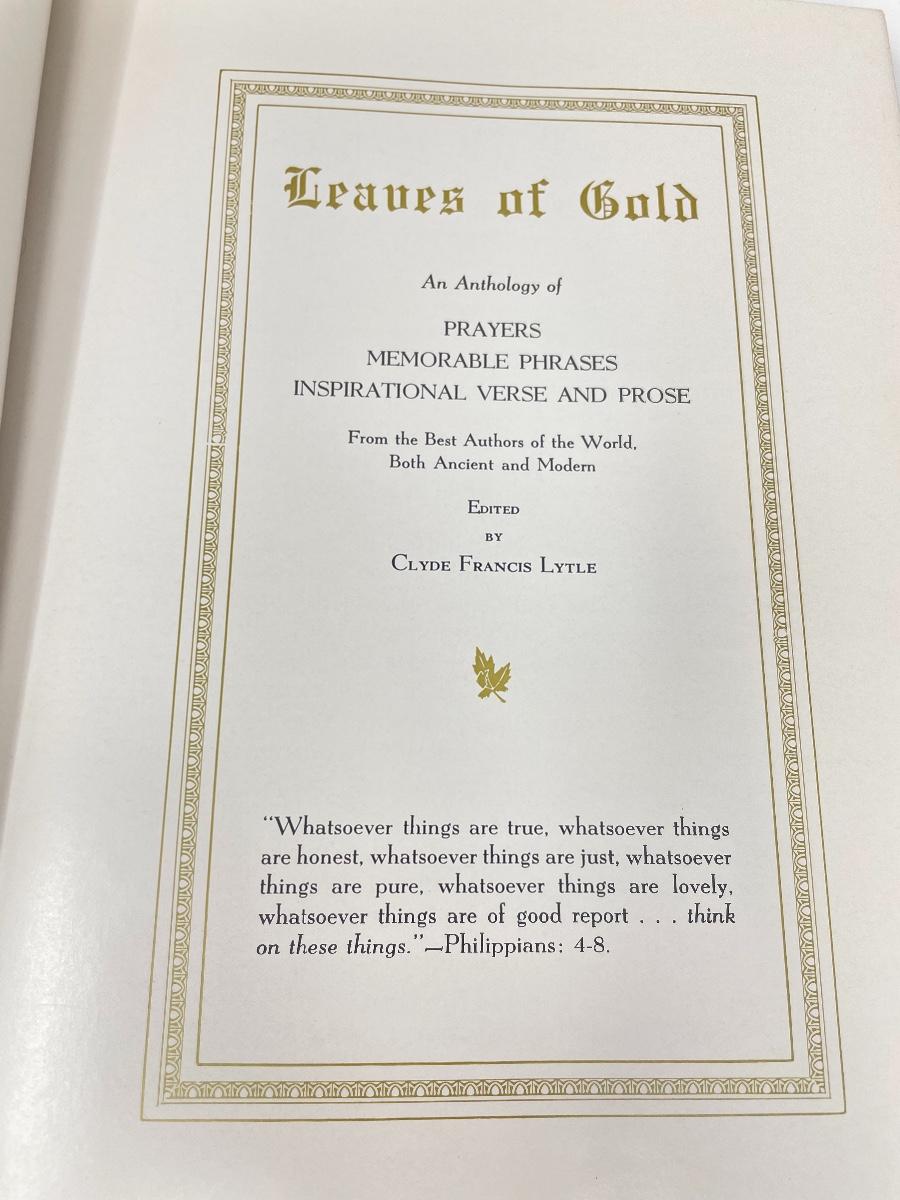 Leaves of Gold
An Anthology of
PRAYERS
MEMORABLE PHRASES
INSPIRATIONAL VERSE AND PROSE
From the Best Authors of the World,
Both Ancient and Modern
EDITED
BY
CLYDE FRANCIS LYTLE
“Whatsoever things are true, whatsoever things
are honest, whatsoever things are just, whatsoever
things are pure, whatsoever things are lovely,
whatsoever things are of good report . . . think
on these things.”—Philippians: 4-8.